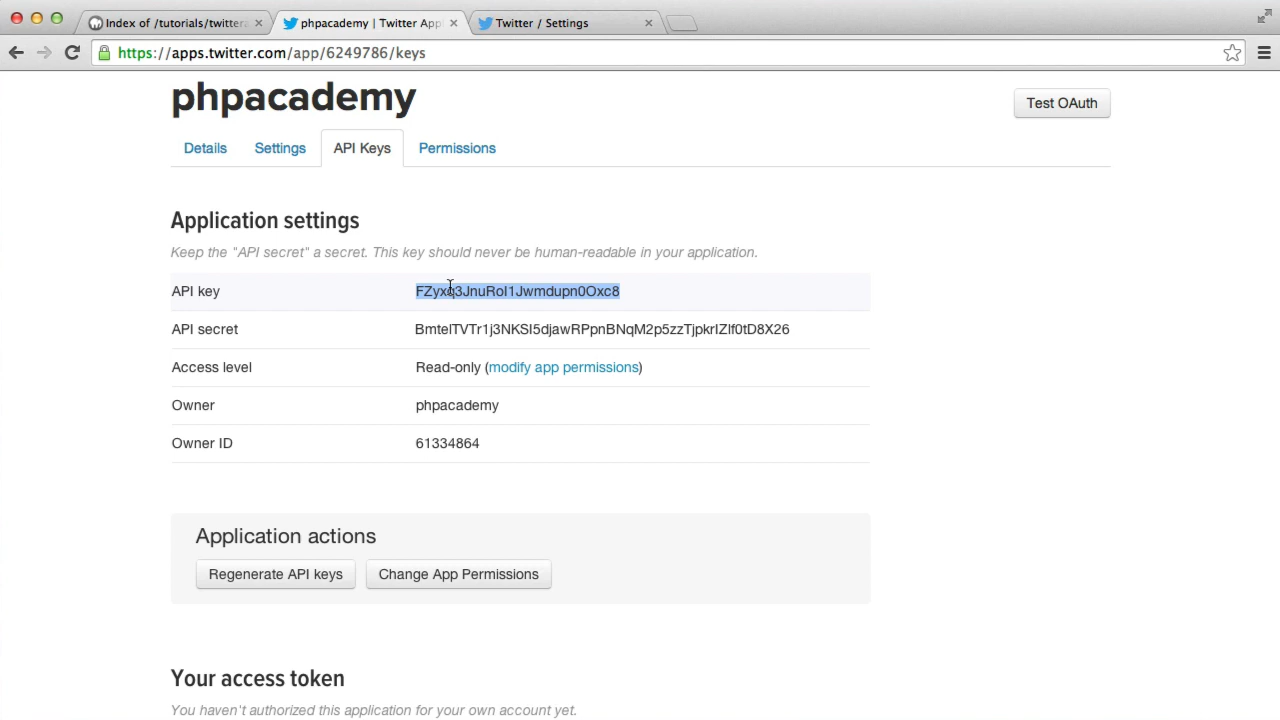 Index of /tutorials/twittera
phpacademy | Twitter App
Twitter / Settings
https://apps.twitter.com/app/6249786/keys
phpacademy
Test OAuth
Details Settings API Keys Permissions
Application settings
Keep the "API secret" a secret. This key should never be human-readable in your application.
API key FZyxq3JnuRoI1Jwmdupn0Oxc8
API secret BmtelTVTr1j3NKSI5djawRPpnBNqM2p5zzTjpkrIZlf0tD8X26
Access level Read-only (modify app permissions)
Owner phpacademy
Owner ID 61334864
Application actions
Regenerate API keys Change App Permissions
Your access token
You haven't authorized this application for your own account yet.